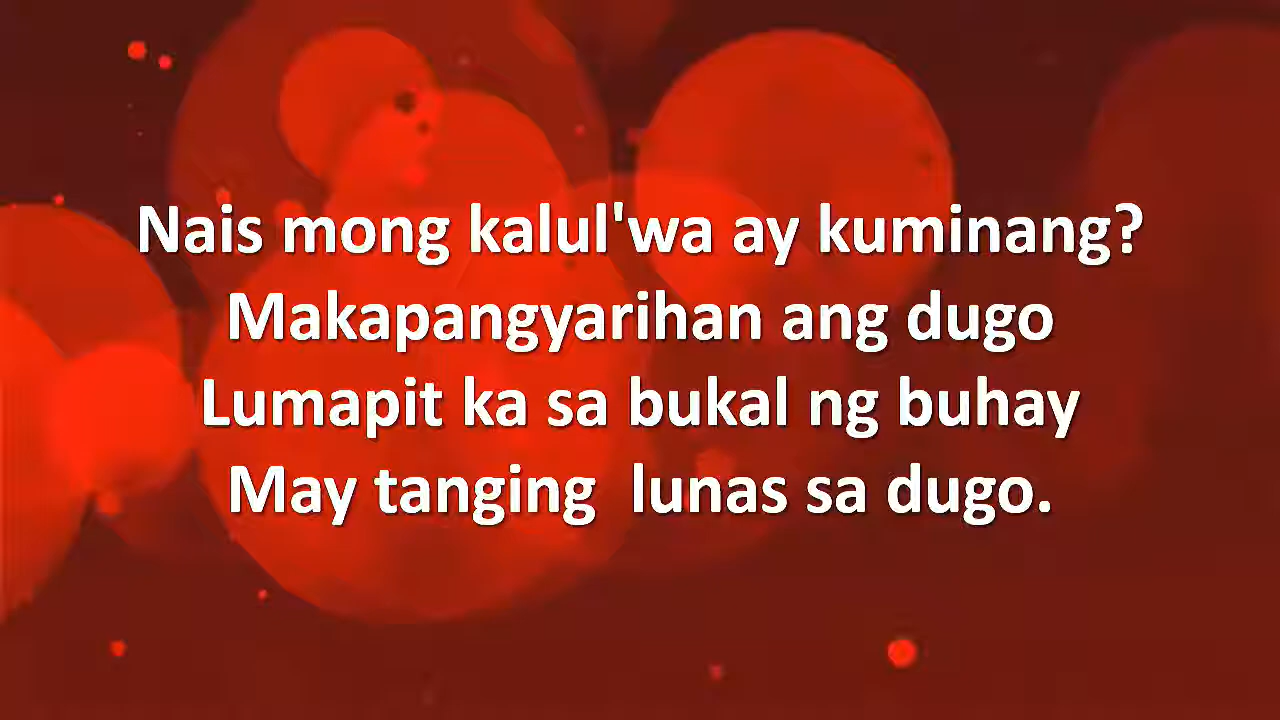 Nais mong kalul'wa ay kuminang?
Makapangyarihan ang dugo
Lumapit ka sa bukal ng buhay
May tanging  lunas sa dugo.